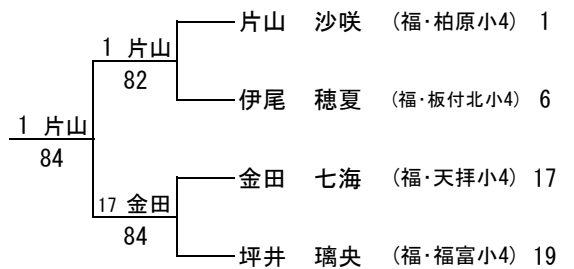 片山 沙咲 (福・柏原小4) 1
1 片山
82
伊尾 穂夏 (福・板付北小4) 6
1 片山
84
金田 七海 (福・天拝小4) 17
17 金田
84
坪井 璃央 (福・福富小4) 19